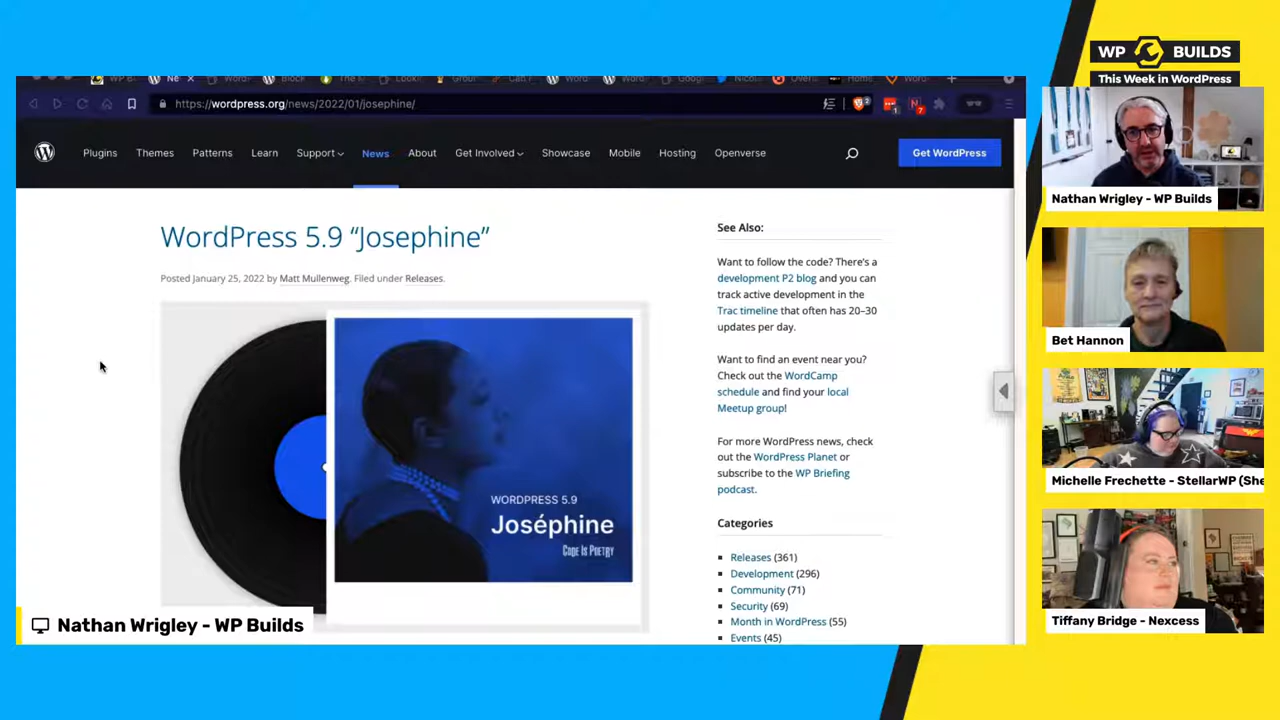 WP BUILDS
This Week in WordPress
https://wordpress.org/news/2022/01/josephine/
Plugins Themes Patterns Learn Support News About Get Involved Showcase Mobile Hosting Openverse Get WordPress
WordPress 5.9 “Josephine”
Posted January 25, 2022 by Matt Mullenweg. Filed under Releases.
WORDPRESS 5.9
Joséphine
Code Is Poetry
See Also:
Want to follow the code? There’s a
development P2 blog and you can
track active development in the
Trac timeline that often has 20–30
updates per day.
Want to find an event near you?
Check out the WordCamp
schedule and find your local
Meetup group!
For more WordPress news, check
out the WordPress Planet or
subscribe to the WP Briefing
podcast.
Categories
Releases (361)
Development (296)
Community (71)
Security (69)
Month in WordPress (55)
Events (45)
Nathan Wrigley - WP Builds
Nathan Wrigley - WP Builds
Bet Hannon
Michelle Frechette - StellarWP (She
Tiffany Bridge - Nexcess